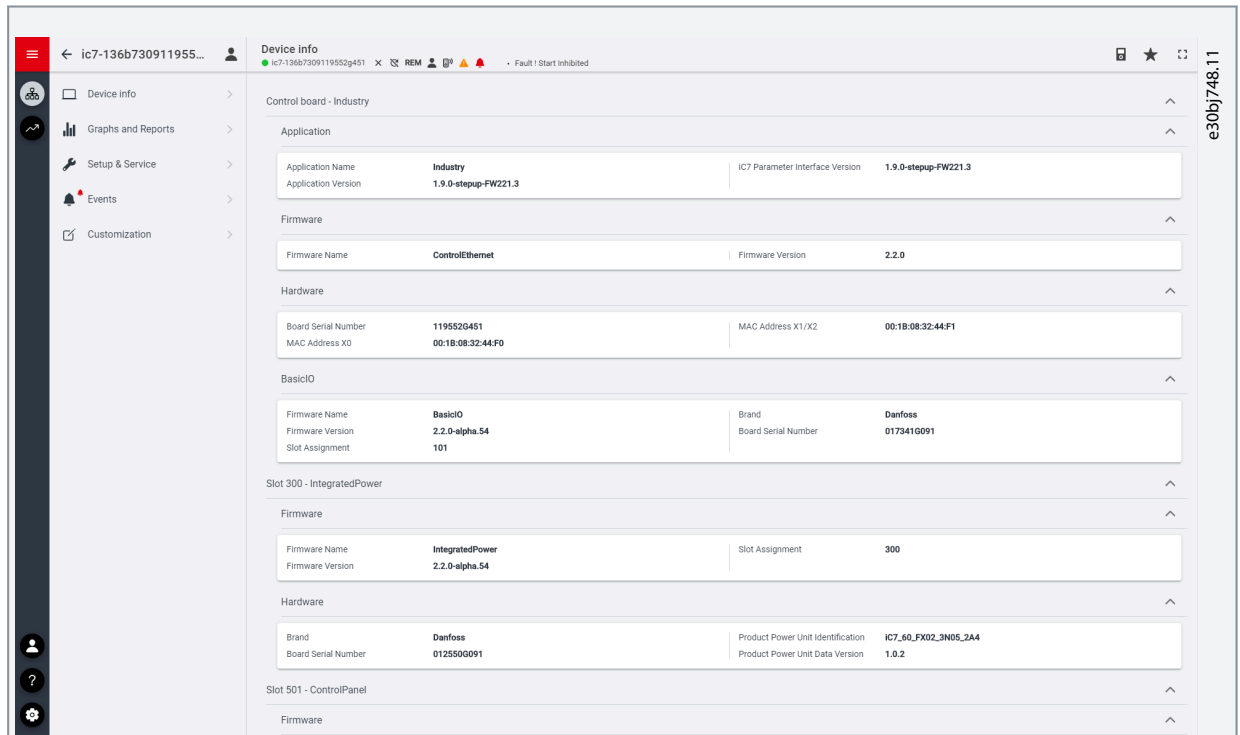 ic7-136b730911955...
Device info
ic7-136b7309119552g451 REM • Fault ! Start Inhibited
e30bj748.11
Device info
Graphs and Reports
Setup & Service
Events
Customization
?
Control board - Industry
Application
Application Name Industry iC7 Parameter Interface Version 1.9.0-stepup-FW221.3
Application Version 1.9.0-stepup-FW221.3
Firmware
Firmware Name ControlEthernet Firmware Version 2.2.0
Hardware
Board Serial Number 119552G451 MAC Address X1/X2 00:1B:08:32:44:F1
MAC Address X0 00:1B:08:32:44:F0
BasicIO
Firmware Name BasicIO Brand Danfoss
Firmware Version 2.2.0-alpha.54 Board Serial Number 017341G091
Slot Assignment 101
Slot 300 - IntegratedPower
Firmware
Firmware Name IntegratedPower Slot Assignment 300
Firmware Version 2.2.0-alpha.54
Hardware
Brand Danfoss Product Power Unit Identification iC7_60_FX02_3N05_2A4
Board Serial Number 012550G091 Product Power Unit Data Version 1.0.2
Slot 501 - ControlPanel
Firmware